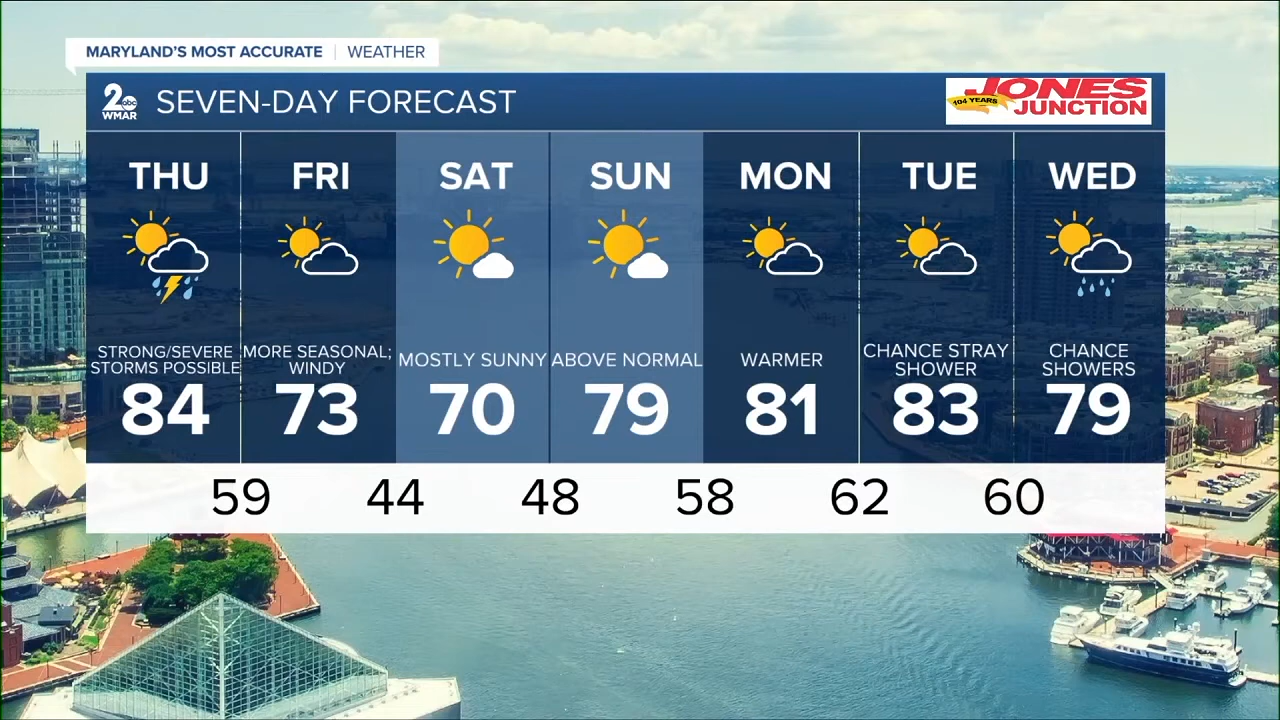 MARYLAND'S MOST ACCURATE | WEATHER
2 abc
WMAR
SEVEN-DAY FORECAST
JONES
104 YEARS
JUNCTION
THU
FRI
SAT
SUN
MON
TUE
WED
STRONG/SEVERE
STORMS POSSIBLE
MORE SEASONAL;
WINDY
MOSTLY SUNNY
ABOVE NORMAL
WARMER
CHANCE STRAY
SHOWER
CHANCE
SHOWERS
84
73
70
79
81
83
79
59
44
48
58
62
60